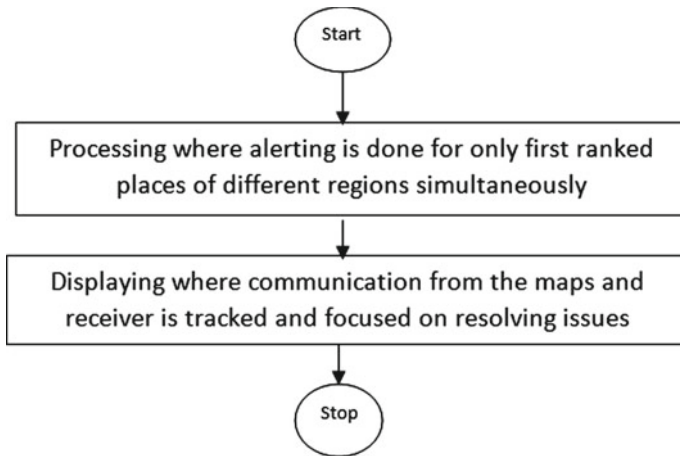 Start
Processing where alerting is done for only first ranked
places of different regions simultaneously
Displaying where communication from the maps and
receiver is tracked and focused on resolving issues
Stop